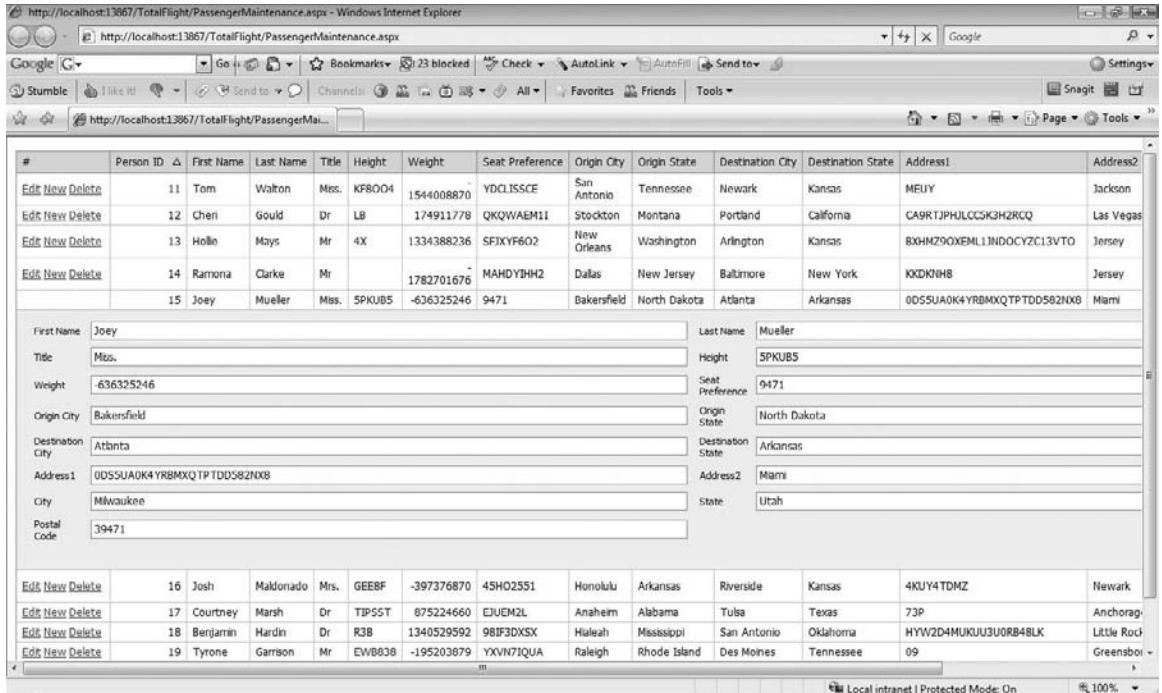 http://localhost:13867/TotalFlight/PassengerMaintenance.aspx - Windows Internet Explorer
http://localhost:13867/TotalFlight/PassengerMaintenance.aspx Google
Google G Go Bookmarks 23 blocked Check AutoLink AutoFill Send to Settings
Stumble I like it! Send to Channels: All Favorites Friends Tools Snagit
http://localhost:13867/TotalFlight/PassengerMai... Page Tools
# Person ID First Name Last Name Title Height Weight Seat Preference Origin City Origin State Destination City Destination State Address1 Address2
Edit New Delete 11 Tom Walton Miss. KF8OO4 -1544008870 YDCLISSCE San Antonio Tennessee Newark Kansas MEUY Jackson
Edit New Delete 12 Cheri Gould Dr LB 174911778 QKQWAEM1I Stockton Montana Portland California CA9RTJPHJLCC5K3H2RCQ Las Vegas
Edit New Delete 13 Hollie Mays Mr 4X 1334388236 SFJXYF6O2 New Orleans Washington Arlington Kansas BXHMZ9OXEML1JNDOCYZC13VTO Jersey
Edit New Delete 14 Ramona Clarke Mr -1782701676 MAHDYIHH2 Dallas New Jersey Baltimore New York KKDKNH8 Jersey
15 Joey Mueller Miss. 5PKUB5 -636325246 9471 Bakersfield North Dakota Atlanta Arkansas 0DS5UA0K4YRBMXQTPTDD582NX8 Miami
First Name Joey Last Name Mueller
Title Miss. Height 5PKUB5
Weight -636325246 Seat Preference 9471
Origin City Bakersfield Origin State North Dakota
Destination City Atlanta Destination State Arkansas
Address1 0DS5UA0K4YRBMXQTPTDD582NX8 Address2 Miami
City Milwaukee State Utah
Postal Code 39471
Edit New Delete 16 Josh Maldonado Mrs. GEE8F -397376870 45HO2551 Honolulu Arkansas Riverside Kansas 4KUY4TDMZ Newark
Edit New Delete 17 Courtney Marsh Dr TIPSST 875224660 EJUEM2L Anaheim Alabama Tulsa Texas 73P Anchorag
Edit New Delete 18 Benjamin Hardin Dr R3B 1340529592 98IF3DXSX Hialeah Mississippi San Antonio Oklahoma HYW2D4MUKUU3U0RB48LK Little Rock
Edit New Delete 19 Tyrone Garrison Mr EWB838 -195203879 YXVN7IQUA Raleigh Rhode Island Des Moines Tennessee 09 Greensbo
Local intranet | Protected Mode: On 100%